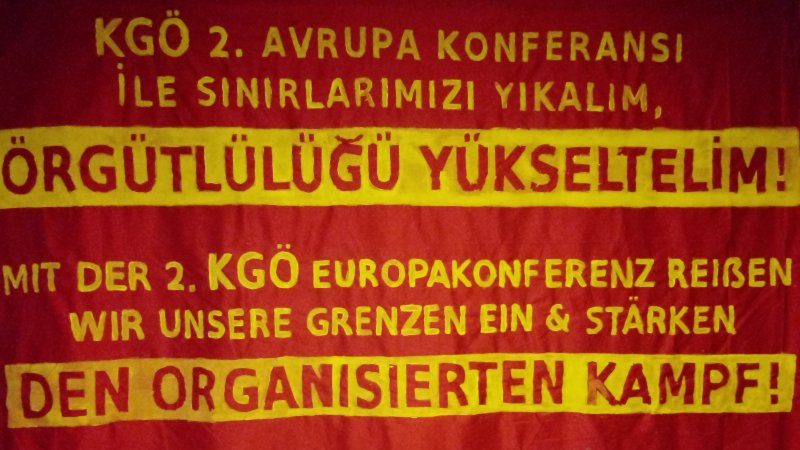 KGÖ 2. AVRUPA KONFERANSI
İLE SINIRLARIMIZI YIKALIM,
ÖRGÜTLÜLÜĞÜ YÜKSELTELİM!
MIT DER 2. KGÖ EUROPAKONFERENZ REIßEN
WIR UNSERE GRENZEN EIN & STÄRKEN
DEN ORGANISIERTEN KAMPF!